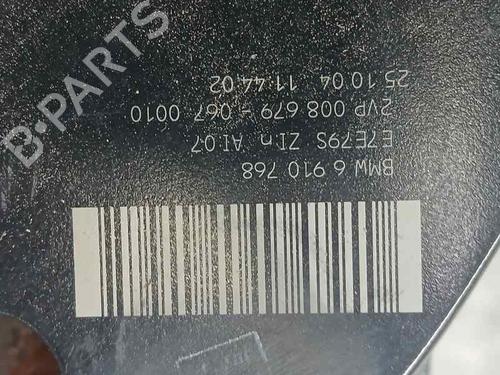 BMW 6 910 768
E7E79S ZI n AI 07
2VP 008 679 - 067 0010
25.10.04 11:44:02
B-PARTS